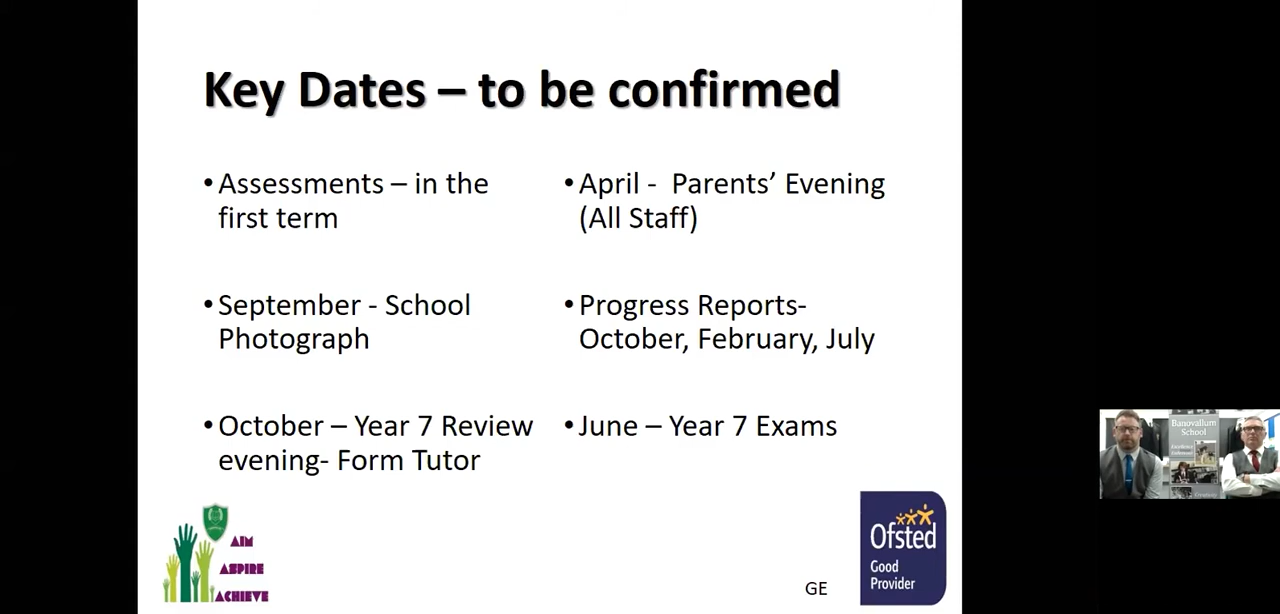 Key Dates – to be confirmed
•Assessments – in the
first term
•September - School
Photograph
•October – Year 7 Review
evening- Form Tutor
•April -  Parents’ Evening
(All Staff)
•Progress Reports-
October, February, July
•June – Year 7 Exams
AIM
ASPIRE
ACHIEVE
GE
Ofsted
Good
Provider
Banovallum
School